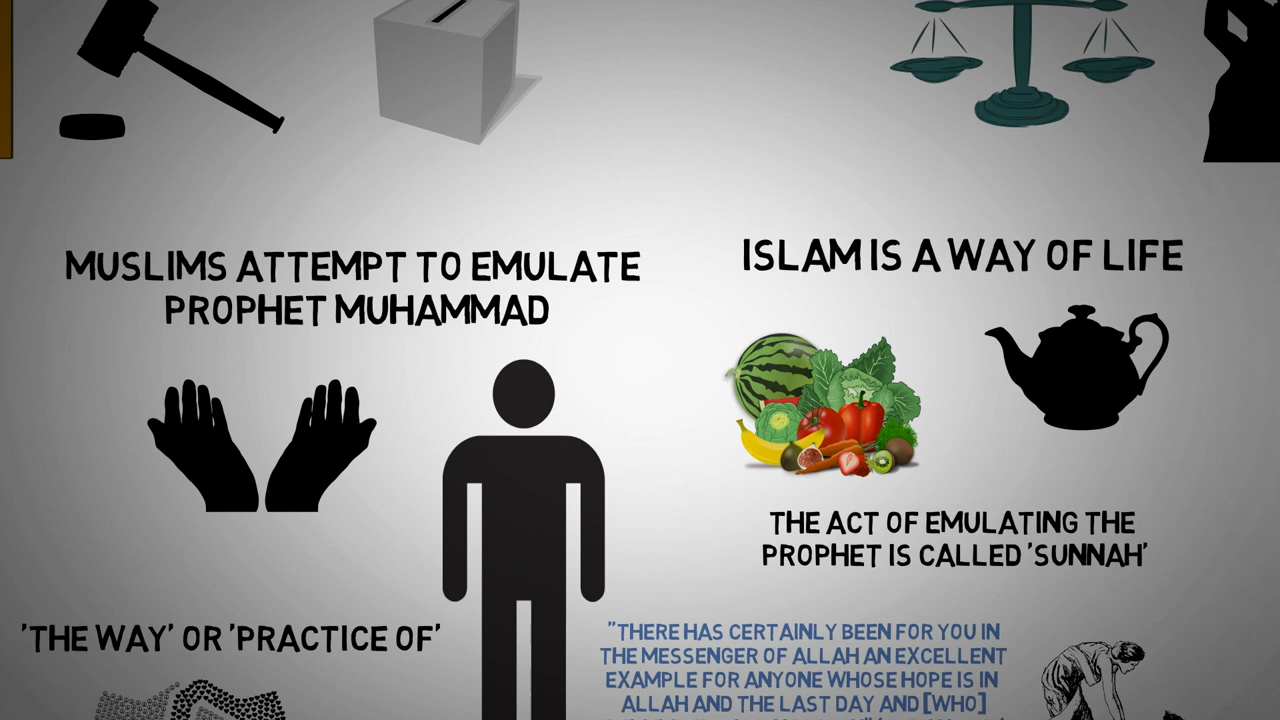 MUSLIMS ATTEMPT TO EMULATE
PROPHET MUHAMMAD
ISLAM IS A WAY OF LIFE
THE ACT OF EMULATING THE
PROPHET IS CALLED 'SUNNAH'
'THE WAY' OR 'PRACTICE OF'
"THERE HAS CERTAINLY BEEN FOR YOU IN
THE MESSENGER OF ALLAH AN EXCELLENT
EXAMPLE FOR ANYONE WHOSE HOPE IS IN
ALLAH AND THE LAST DAY AND [WHO]